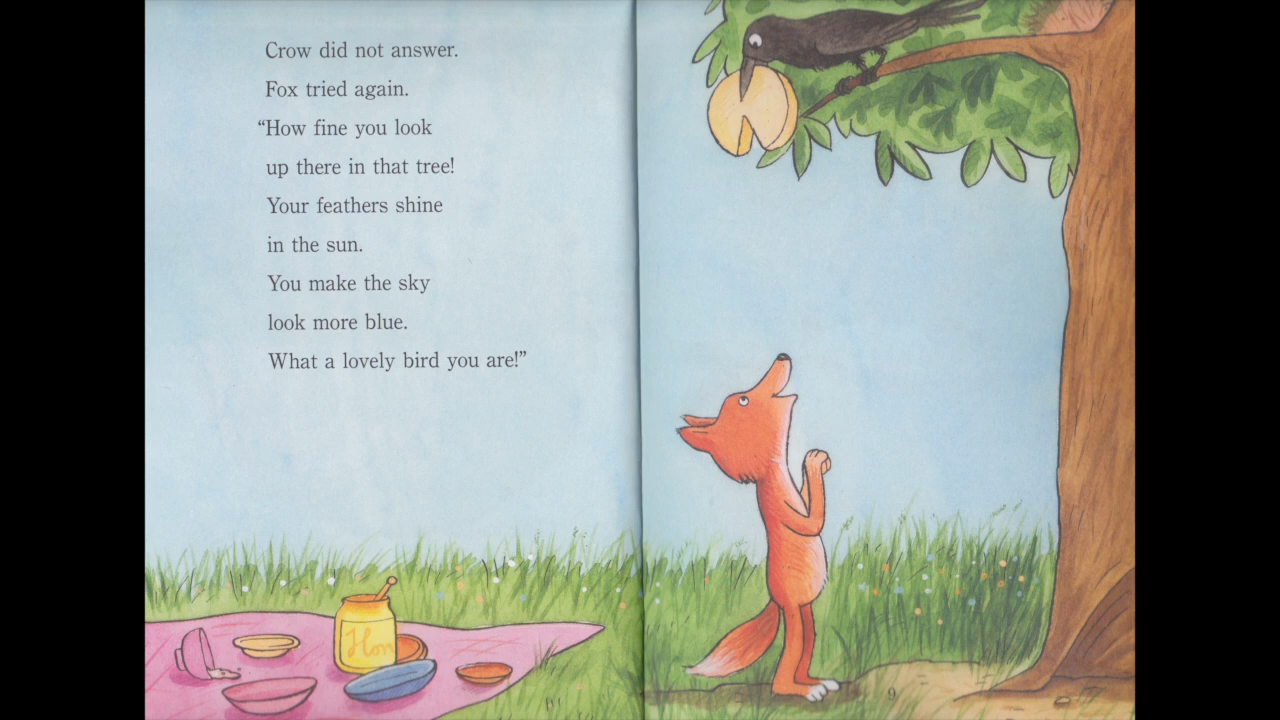 Crow did not answer.
Fox tried again.
“How fine you look
up there in that tree!
Your feathers shine
in the sun.
You make the sky
look more blue.
What a lovely bird you are!”
Hon
9